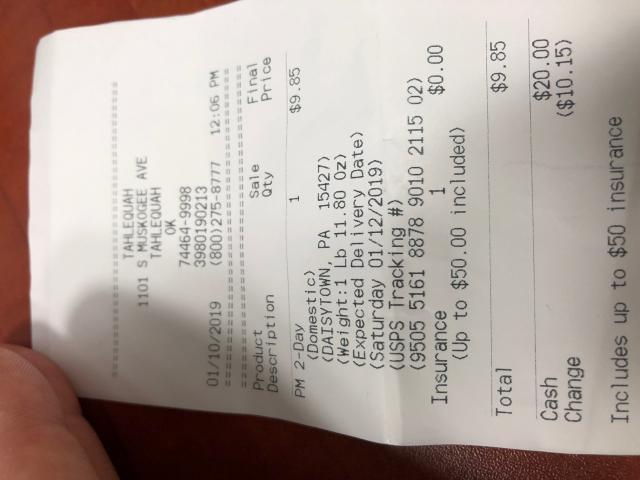 TAHLEQUAH
1101 S MUSKOGEE AVE
TAHLEQUAH
OK
74464-9998
3980190213
01/10/2019 (800)275-8777 12:06 PM
Product Sale Final
Description Qty Price
PM 2-Day 1 $9.85
(Domestic)
(DAISYTOWN, PA 15427)
(Weight:1 Lb 11.80 Oz)
(Expected Delivery Date)
(Saturday 01/12/2019)
(USPS Tracking #)
(9505 5161 8878 9010 2115 02)
Insurance 1 $0.00
(Up to $50.00 included)
Total $9.85
Cash $20.00
Change ($10.15)
Includes up to $50 insurance